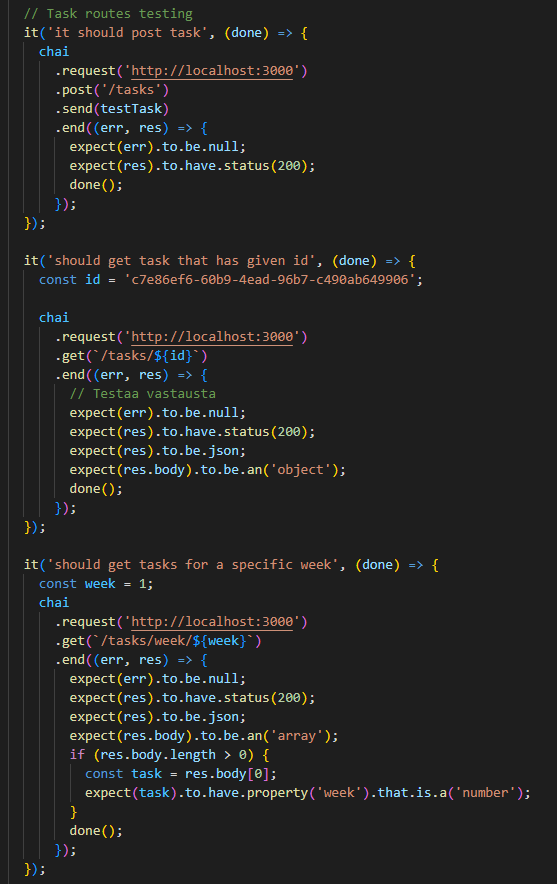 // Task routes testing
it('it should post task', (done) => {
  chai
    .request('http://localhost:3000')
    .post('/tasks')
    .send(testTask)
    .end((err, res) => {
      expect(err).to.be.null;
      expect(res).to.have.status(200);
      done();
    });
});

it('should get task that has given id', (done) => {
  const id = 'c7e86ef6-60b9-4ead-96b7-c490ab649906';

  chai
    .request('http://localhost:3000')
    .get(`/tasks/${id}`)
    .end((err, res) => {
      // Testaa vastausta
      expect(err).to.be.null;
      expect(res).to.have.status(200);
      expect(res).to.be.json;
      expect(res.body).to.be.an('object');
      done();
    });
});

it('should get tasks for a specific week', (done) => {
  const week = 1;
  chai
    .request('http://localhost:3000')
    .get(`/tasks/week/${week}`)
    .end((err, res) => {
      expect(err).to.be.null;
      expect(res).to.have.status(200);
      expect(res).to.be.json;
      expect(res.body).to.be.an('array');
      if (res.body.length > 0) {
        const task = res.body[0];
        expect(task).to.have.property('week').that.is.a('number');
      }
      done();
    });
});